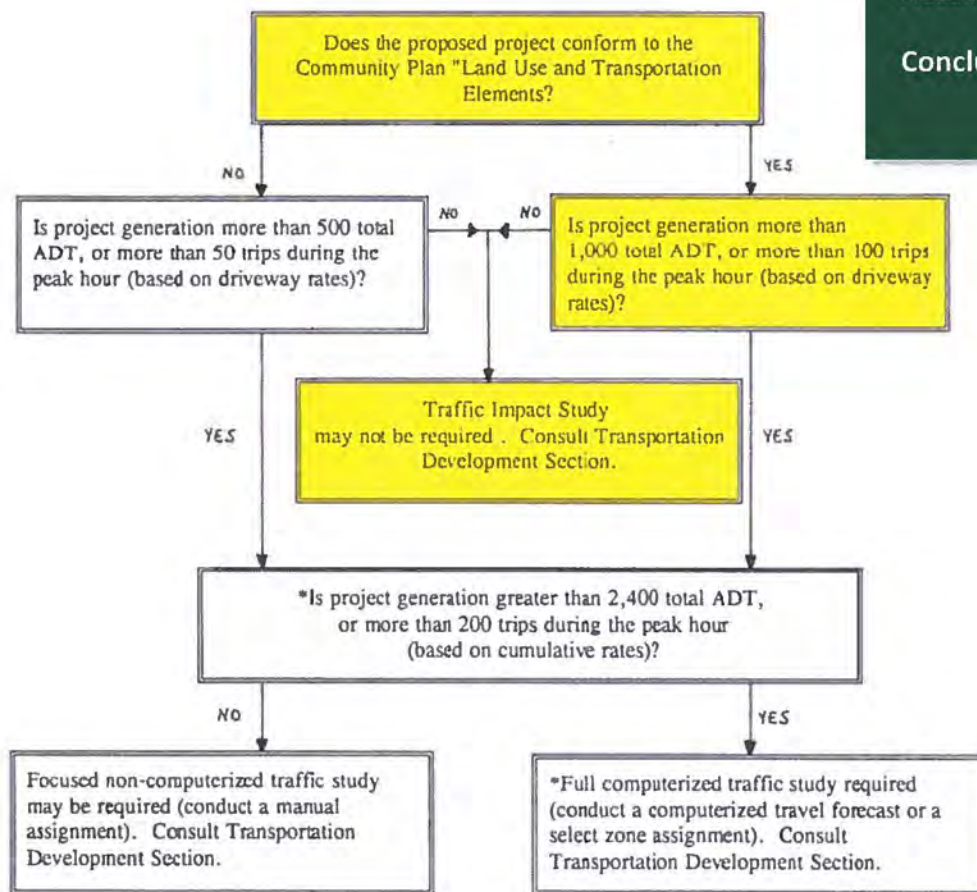 Conclu
Does the proposed project conform to the
Community Plan "Land Use and Transportation
Elements?
NO
YES
Is project generation more than 500 total
ADT, or more than 50 trips during the
peak hour (based on driveway rates)?
NO
NO
Is project generation more than
1,000 total ADT, or more than 100 trips
during the peak hour (based on driveway
rates)?
Traffic Impact Study
may not be required . Consult Transportation
Development Section.
YES
YES
*Is project generation greater than 2,400 total ADT,
or more than 200 trips during the peak hour
(based on cumulative rates)?
NO
YES
Focused non-computerized traffic study
may be required (conduct a manual
assignment). Consult Transportation
Development Section.
*Full computerized traffic study required
(conduct a computerized travel forecast or a
select zone assignment). Consult
Transportation Development Section.